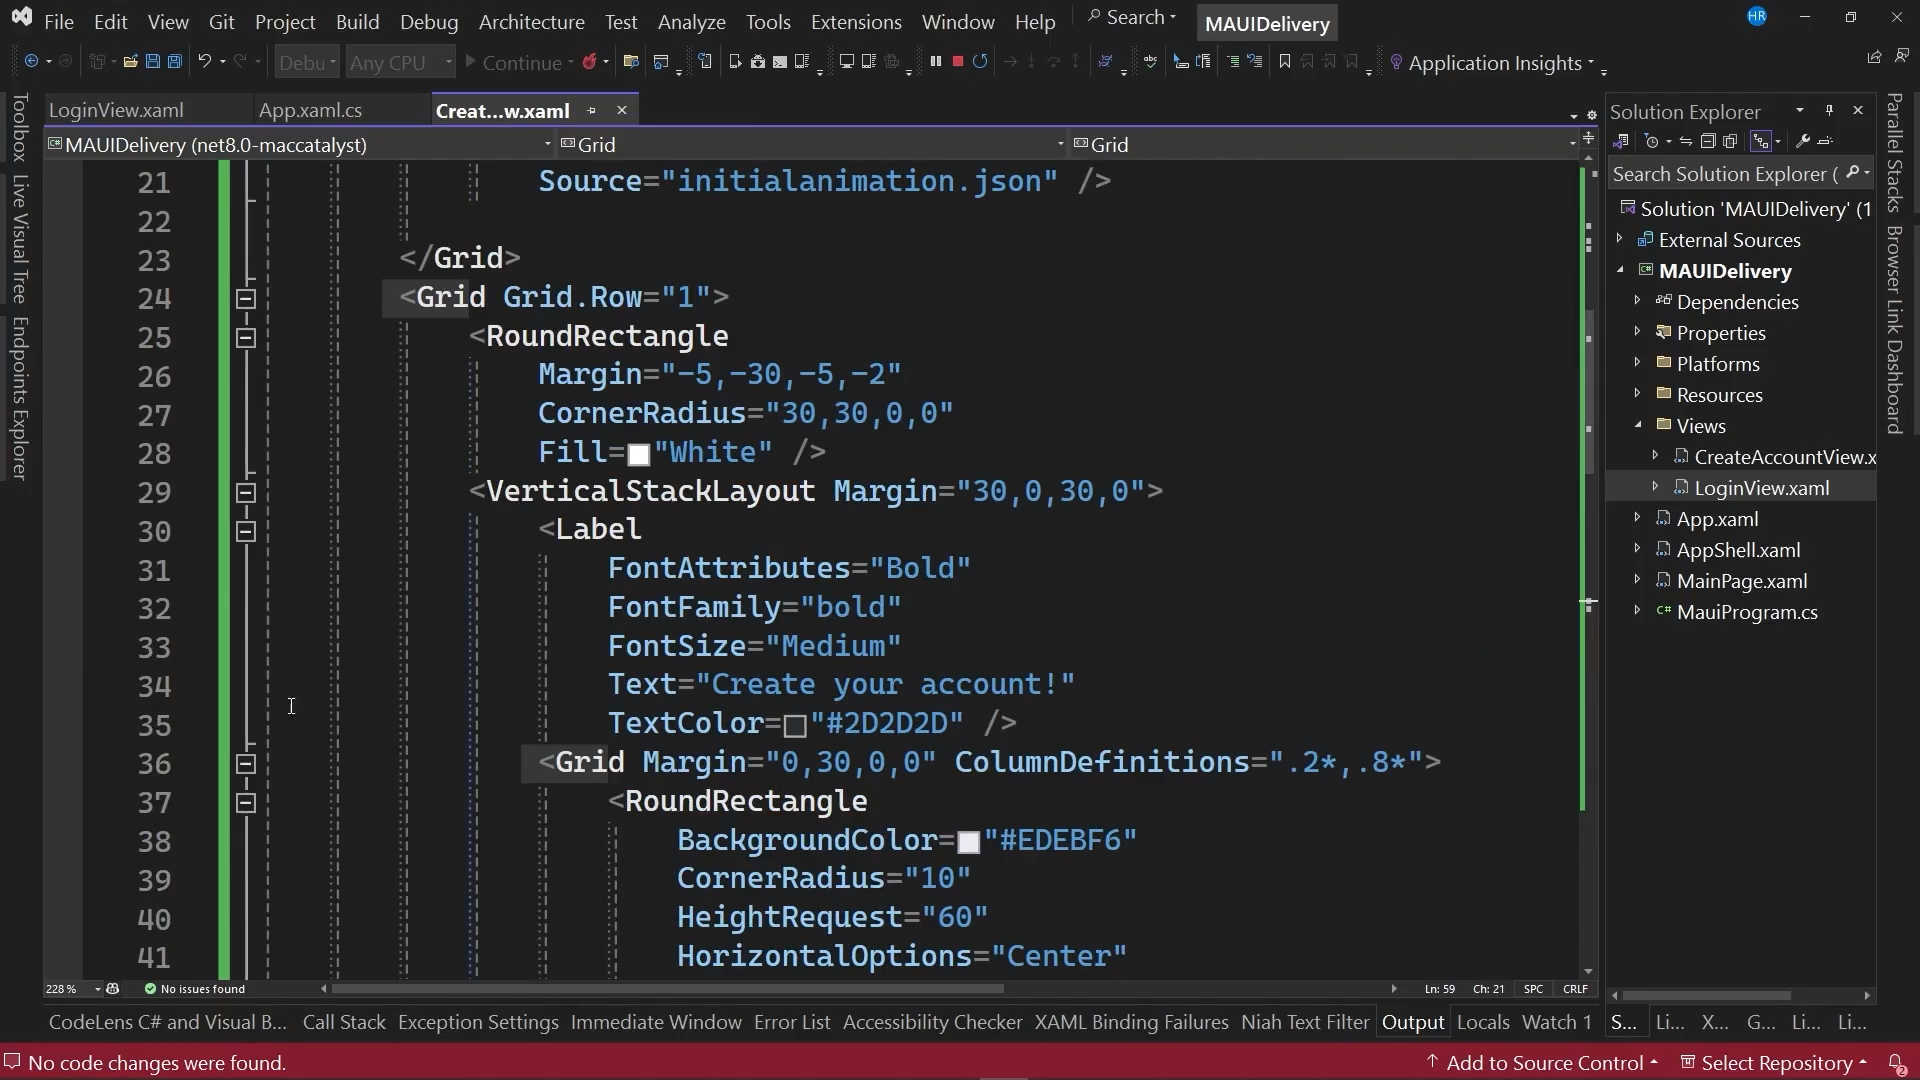 File Edit View Git Project Build Debug Architecture Test Analyze Tools Extensions Window Help Search MAUIDelivery HR
Debu Any CPU Continue Application Insights
LoginView.xaml App.xaml.cs Creat...w.xaml
MAUIDelivery (net8.0-maccatalyst) Grid Grid
Toolbox
Live Visual Tree
Endpoints Explorer
21 Source="initialanimation.json" />
22
23 </Grid>
24 <Grid Grid.Row="1">
25 <RoundRectangle
26 Margin="-5,-30,-5,-2"
27 CornerRadius="30,30,0,0"
28 Fill="White" />
29 <VerticalStackLayout Margin="30,0,30,0">
30 <Label
31 FontAttributes="Bold"
32 FontFamily="bold"
33 FontSize="Medium"
34 Text="Create your account!"
35 TextColor="#2D2D2D" />
36 <Grid Margin="0,30,0,0" ColumnDefinitions=".2*,.8*">
37 <RoundRectangle
38 BackgroundColor="#EDEBF6"
39 CornerRadius="10"
40 HeightRequest="60"
41 HorizontalOptions="Center"
228 % No issues found Ln: 59 Ch: 21 SPC CRLF
Solution Explorer
Search Solution Explorer (
Solution 'MAUIDelivery' (1
External Sources
MAUIDelivery
Dependencies
Properties
Platforms
Resources
Views
CreateAccountView.x
LoginView.xaml
App.xaml
AppShell.xaml
MainPage.xaml
MauiProgram.cs
Parallel Stacks
Browser Link Dashboard
CodeLens C# and Visual B... Call Stack Exception Settings Immediate Window Error List Accessibility Checker XAML Binding Failures Niah Text Filter Output Locals Watch 1 S... Li... X... G... Li... Li...
No code changes were found. Add to Source Control Select Repository 2